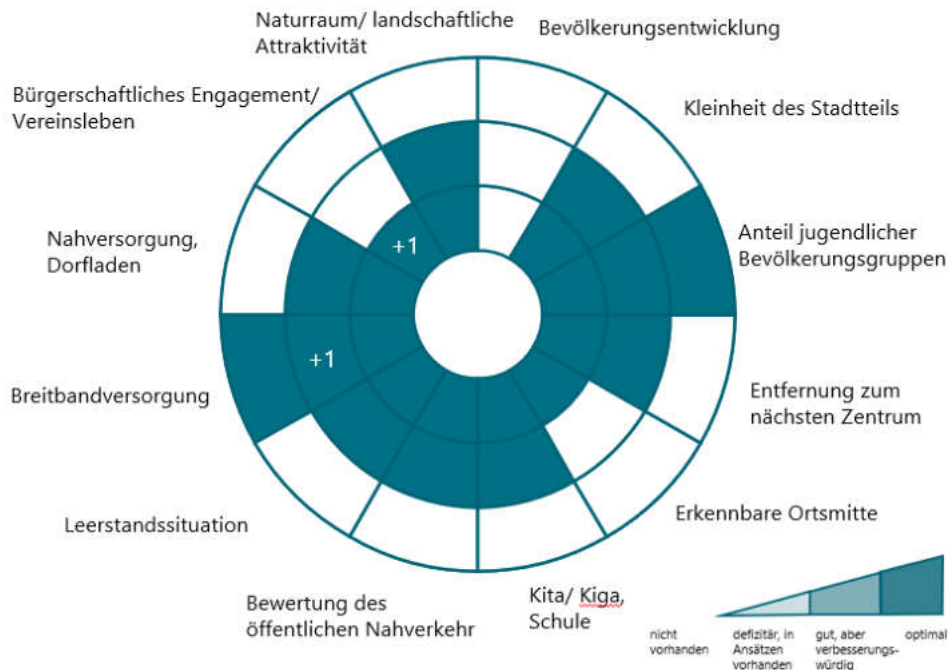 Naturraum/ landschaftliche
Attraktivität
Bevölkerungsentwicklung
Bürgerschaftliches Engagement/
Vereinsleben
Kleinheit des Stadtteils
Nahversorgung,
Dorfladen
+1
Anteil jugendlicher
Bevölkerungsgruppen
Breitbandversorgung
+1
Entfernung zum
nächsten Zentrum
Leerstandssituation
Erkennbare Ortsmitte
Bewertung des
öffentlichen Nahverkehr
Kita/ Kiga,
Schule
nicht
vorhanden
defizitär, in
Ansätzen
vorhanden
gut, aber
verbesserungs-
würdig
optimal